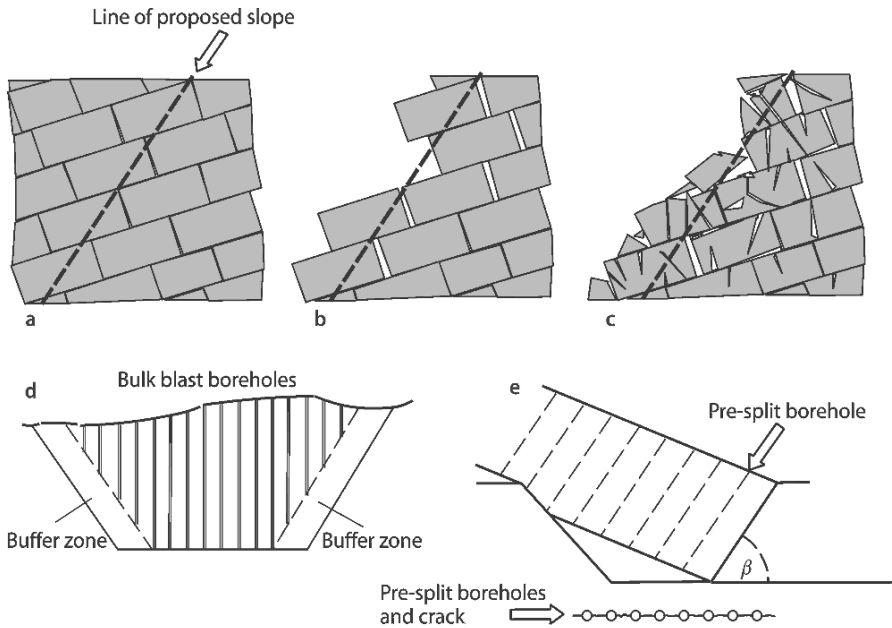 Line of proposed slope
a
b
c
d
Bulk blast boreholes
Buffer zone
Buffer zone
e
Pre-split borehole
β
Pre-split boreholes
and crack